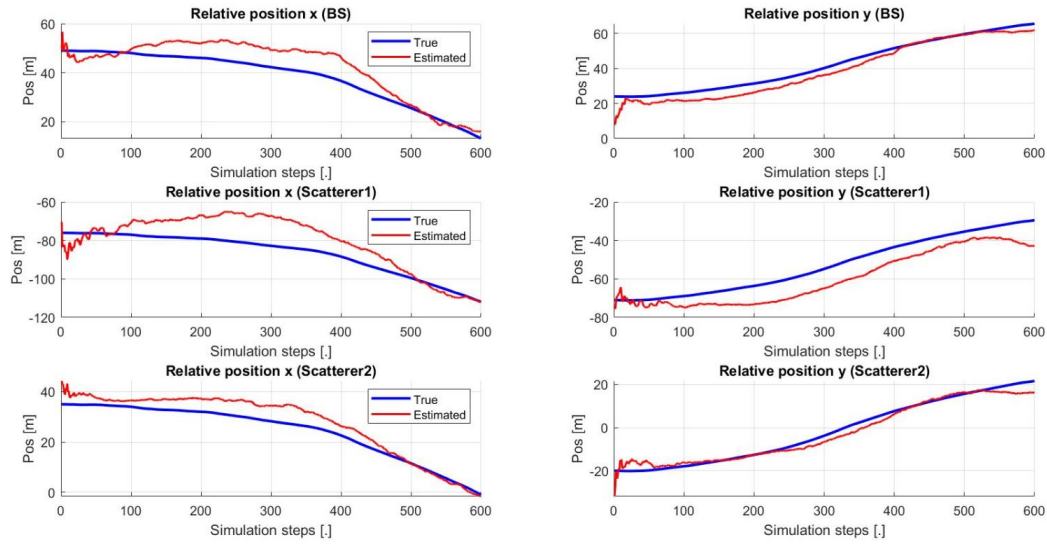 Relative position x (BS)
60
40
20
Pos [m]
True
Estimated
0 100 200 300 400 500 600
Simulation steps [.]
Relative position y (BS)
60
40
20
0
Pos [m]
0 100 200 300 400 500 600
Simulation steps [.]
Relative position x (Scatterer1)
-60
-80
-100
-120
Pos [m]
True
Estimated
0 100 200 300 400 500 600
Simulation steps [.]
Relative position y (Scatterer1)
-20
-40
-60
-80
Pos [m]
0 100 200 300 400 500 600
Simulation steps [.]
Relative position x (Scatterer2)
40
20
0
Pos [m]
True
Estimated
0 100 200 300 400 500 600
Simulation steps [.]
Relative position y (Scatterer2)
20
0
-20
Pos [m]
0 100 200 300 400 500 600
Simulation steps [.]